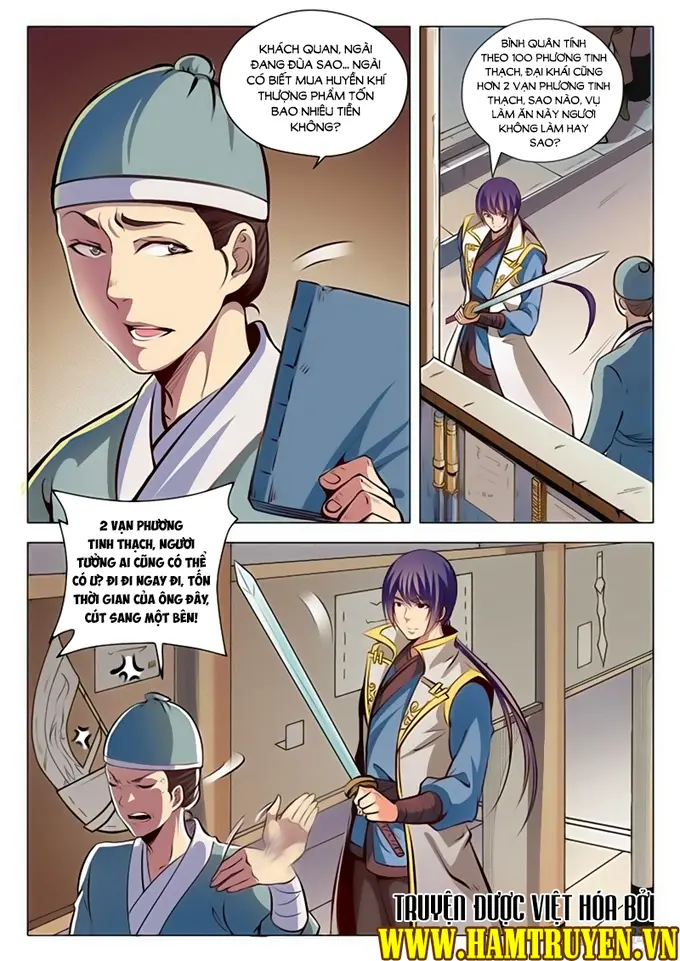 KHÁCH QUAN, NGÀI
ĐANG ĐÙA SAO... NGÀI
CÓ BIẾT MUA HUYỀN KHÍ
THƯỢNG PHẨM TỐN
BAO NHIÊU TIỀN
KHÔNG?
BÌNH QUÂN TÍNH
THEO 100 PHƯƠNG TINH
THẠCH, ĐẠI KHÁI CŨNG
HƠN 2 VẠN PHƯƠNG TINH
THẠCH, SAO NÀO, VỤ
LÀM ĂN NÀY NGƯƠI
KHÔNG LÀM HAY
SAO?
2 VẠN PHƯƠNG
TINH THẠCH, NGƯƠI
TƯỞNG AI CŨNG CÓ THỂ
CÓ Ư? ĐI ĐI NGAY ĐI, TỐN
THỜI GIAN CỦA ÔNG ĐÂY,
CÚT SANG MỘT BÊN!
TRUYỆN ĐƯỢC VIỆT HÓA BỞI
WWW.HAMTRUYEN.VN